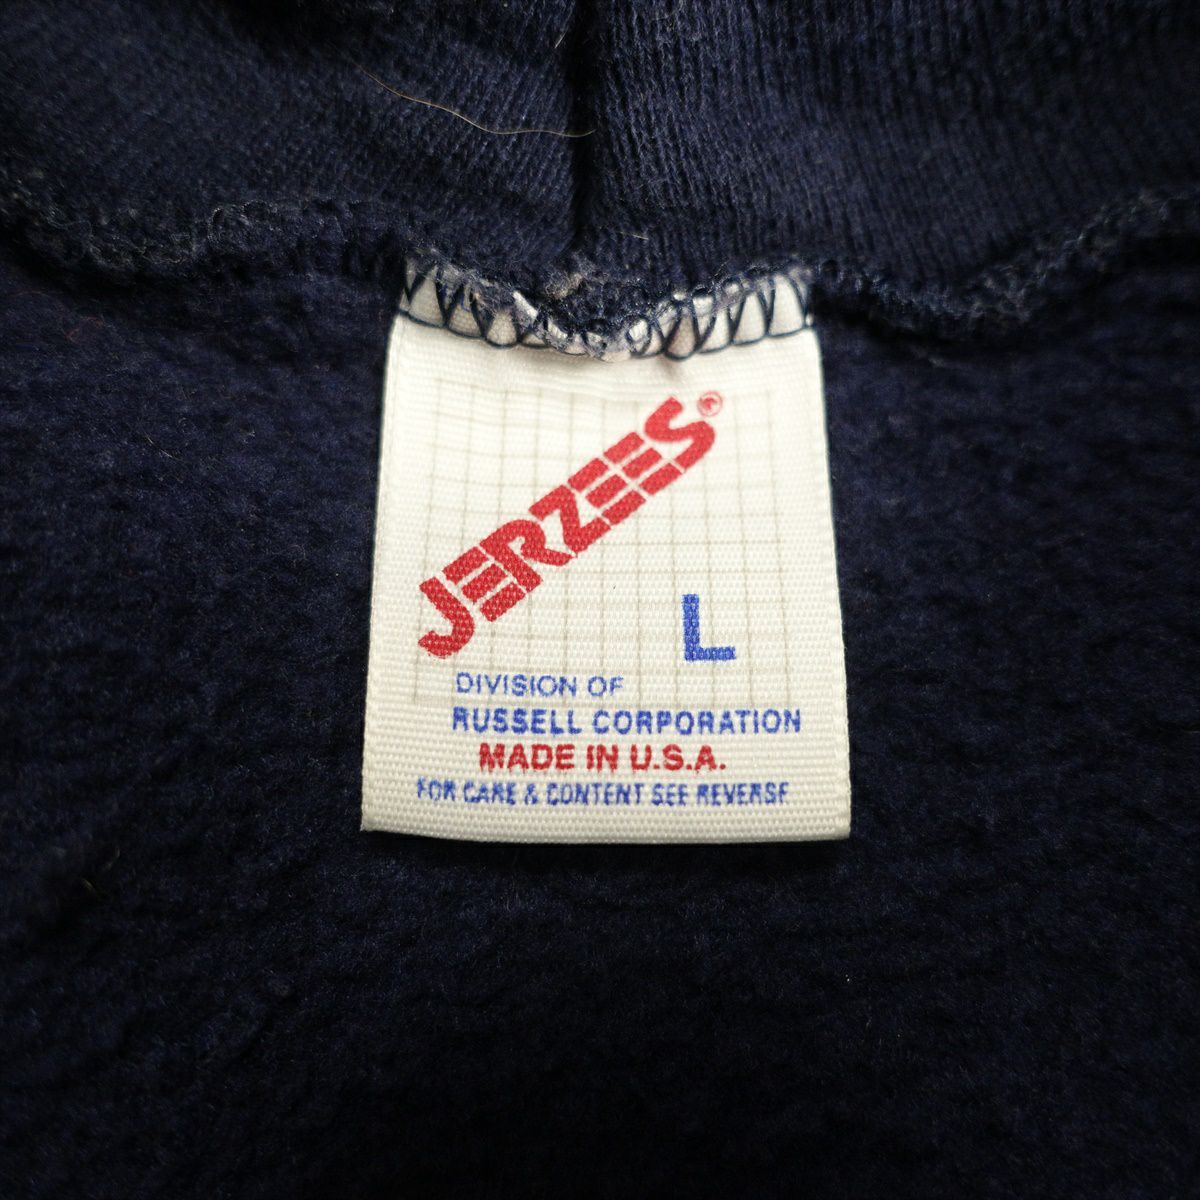 JERZEES®
L
DIVISION OF
RUSSELL CORPORATION
MADE IN U.S.A.
FOR CARE & CONTENT SEE REVERSE